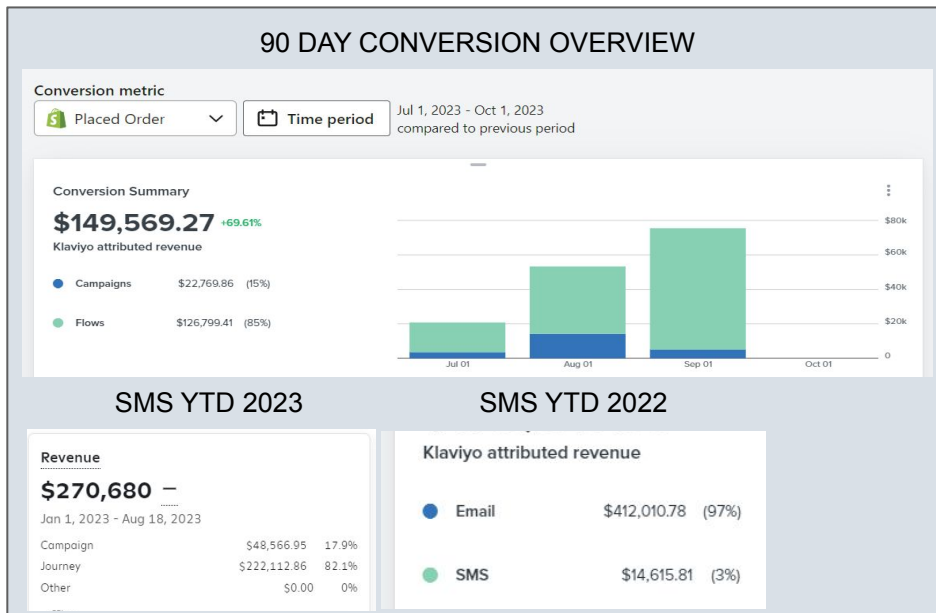 90 DAY CONVERSION OVERVIEW
Conversion metric
Placed Order
Time period
Jul 1, 2023 - Oct 1, 2023
compared to previous period
Conversion Summary
$149,569.27 +69.61%
Klaviyo attributed revenue
Campaigns $22,769.86 (15%)
Flows $126,799.41 (85%)
$80k
$60k
$40k
$20k
0
Jul 01 Aug 01 Sep 01 Oct 01
SMS YTD 2023
SMS YTD 2022
Revenue
$270,680 —
Jan 1, 2023 - Aug 18, 2023
Campaign $48,566.95 17.9%
Journey $222,112.86 82.1%
Other $0.00 0%
Klaviyo attributed revenue
Email $412,010.78 (97%)
SMS $14,615.81 (3%)